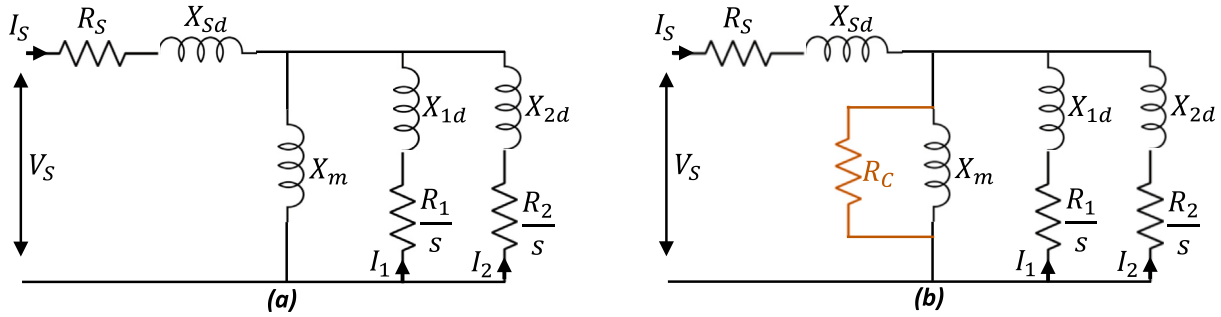 I_S R_S X_Sd
V_S
X_m
X_1d
X_2d
R_1/s
R_2/s
I_1
I_2
(a)
I_S R_S X_Sd
V_S
R_C
X_m
X_1d
X_2d
R_1/s
R_2/s
I_1
I_2
(b)